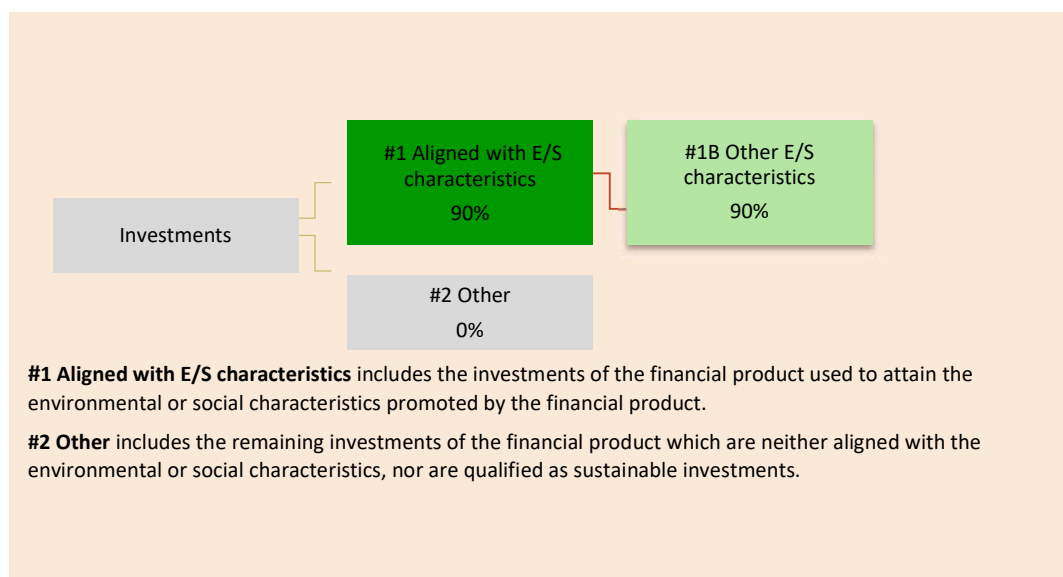 #1 Aligned with E/S
characteristics
90%
#1B Other E/S
characteristics
90%
Investments
#2 Other
0%
#1 Aligned with E/S characteristics includes the investments of the financial product used to attain the
environmental or social characteristics promoted by the financial product.
#2 Other includes the remaining investments of the financial product which are neither aligned with the
environmental or social characteristics, nor are qualified as sustainable investments.